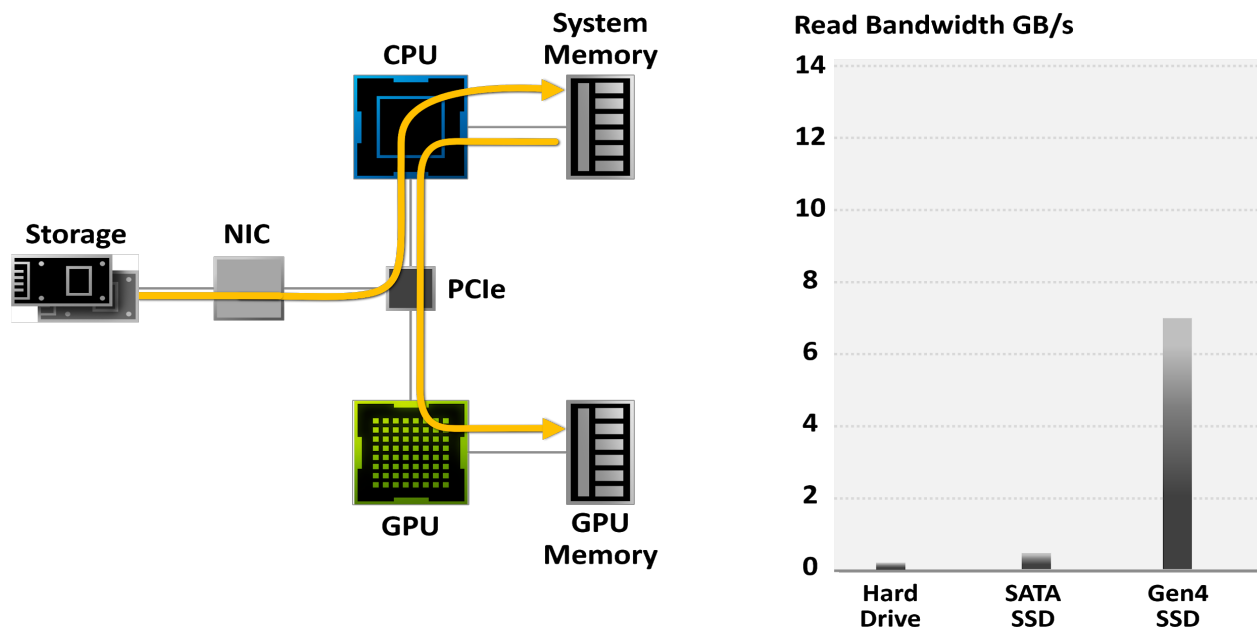 System
Memory
CPU
Storage
NIC
PCIe
GPU
GPU
Memory
Read Bandwidth GB/s
14
12
10
8
6
4
2
0
Hard
Drive
SATA
SSD
Gen4
SSD